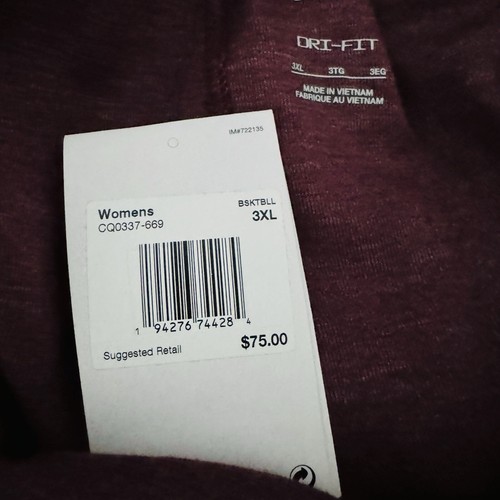 DRI-FIT
3XL 3TG 3EG
MADE IN VIETNAM
FABRIQUE AU VIETNAM
IM#722135
Womens BSKTBLL
CQ0337-669 3XL
1 94276 74428 4
Suggested Retail $75.00